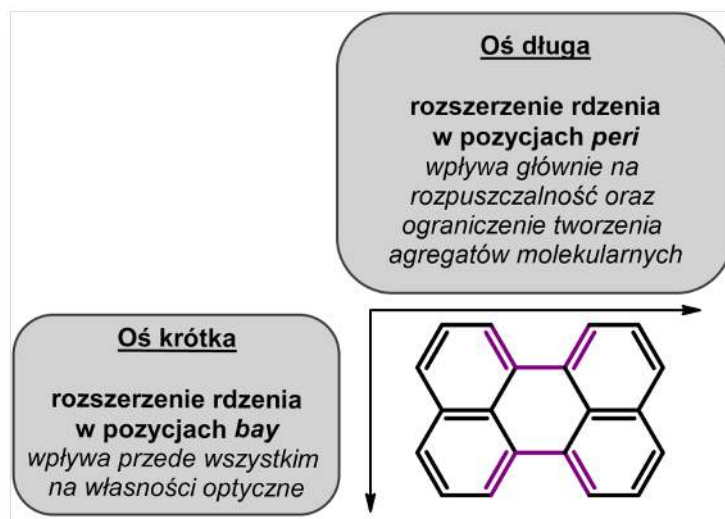 Oś długa
rozszerzenie rdzenia
w pozycjach peri
wpływa głównie na
rozpuszczalność oraz
ograniczenie tworzenia
agregatów molekularnych
Oś krótka
rozszerzenie rdzenia
w pozycjach bay
wpływa przede wszystkim
na własności optyczne